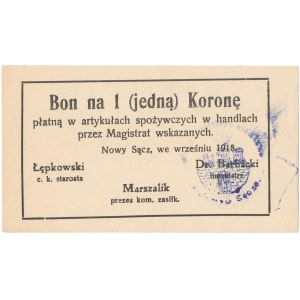 Bon na 1 (jedną) Koronę
płatną w artykułach spożywczych w handlach
przez Magistrat wskazanych.
Nowy Sącz, we wrześniu 1918.
Łępkowski
c. k. starosta
Dr. Barbacki
burmistrz
Marszalik
prezes kom. zasiłk.